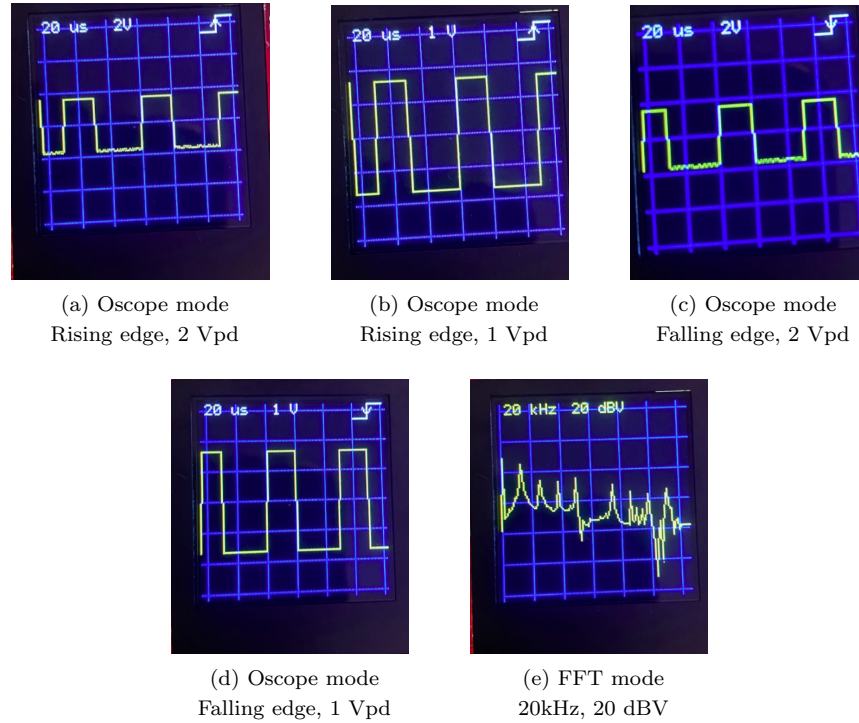 20 us 2V
20 us 1 V
20 us 2V
(a) Oscope mode
Rising edge, 2 Vpd
(b) Oscope mode
Rising edge, 1 Vpd
(c) Oscope mode
Falling edge, 2 Vpd
20 us 1 V
20 kHz 20 dBV
(d) Oscope mode
Falling edge, 1 Vpd
(e) FFT mode
20kHz, 20 dBV